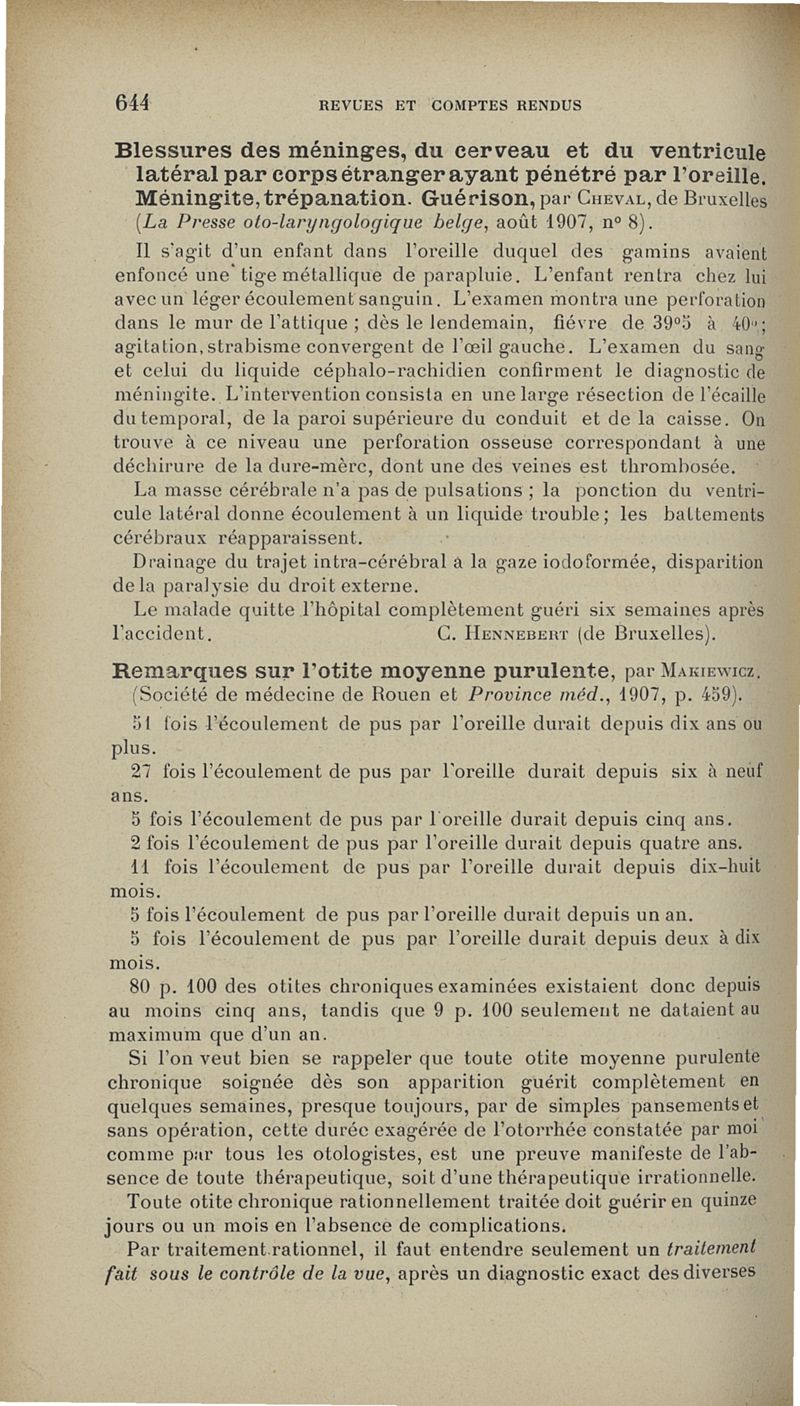 644 REVUES ET COMPTES RENDUS
Blessures des méninges, du cerveau et du ventricule
latéral par corps étranger ayant pénétré par l'oreille.
Méningite, trépanation. Guérison, par CHEVAL, de Bruxelles
(La Presse oto-laryngologique belge, août 1907, n° 8).
Il s'agit d'un enfant dans l'oreille duquel des gamins avaient
enfoncé une tige métallique de parapluie. L'enfant rentra chez lui
avec un léger écoulement sanguin. L'examen montra une perforation
dans le mur de l'attique ; dès le lendemain, fièvre de 39°5 à 40° ;
agitation, strabisme convergent de l'œil gauche. L'examen du sang
et celui du liquide céphalo-rachidien confirment le diagnostic de
méningite. L'intervention consista en une large résection de l'écaille
du temporal, de la paroi supérieure du conduit et de la caisse. On
trouve à ce niveau une perforation osseuse correspondant à une
déchirure de la dure-mère, dont une des veines est thrombosée.
La masse cérébrale n'a pas de pulsations ; la ponction du ventri-
cule latéral donne écoulement à un liquide trouble ; les battements
cérébraux réapparaissent.
Drainage du trajet intra-cérébral à la gaze iodoformée, disparition
de la paralysie du droit externe.
Le malade quitte l'hôpital complètement guéri six semaines après
l'accident. C. HENNEBERT (de Bruxelles).
Remarques sur l'otite moyenne purulente, par MAKIEWICZ.
(Société de médecine de Rouen et Province méd., 1907, p. 459).
51 fois l'écoulement de pus par l'oreille durait depuis dix ans ou
plus.
27 fois l'écoulement de pus par l'oreille durait depuis six à neuf
ans.
5 fois l'écoulement de pus par l'oreille durait depuis cinq ans.
2 fois l'écoulement de pus par l'oreille durait depuis quatre ans.
11 fois l'écoulement de pus par l'oreille durait depuis dix-huit
mois.
5 fois l'écoulement de pus par l'oreille durait depuis un an.
5 fois l'écoulement de pus par l'oreille durait depuis deux à dix
mois.
80 p. 100 des otites chroniques examinées existaient donc depuis
au moins cinq ans, tandis que 9 p. 100 seulement ne dataient au
maximum que d'un an.
Si l'on veut bien se rappeler que toute otite moyenne purulente
chronique soignée dès son apparition guérit complètement en
quelques semaines, presque toujours, par de simples pansements et
sans opération, cette durée exagérée de l'otorrhée constatée par moi
comme par tous les otologistes, est une preuve manifeste de l'ab-
sence de toute thérapeutique, soit d'une thérapeutique irrationnelle.
Toute otite chronique rationnellement traitée doit guérir en quinze
jours ou un mois en l'absence de complications.
Par traitement rationnel, il faut entendre seulement un traitement
fait sous le contrôle de la vue, après un diagnostic exact des diverses